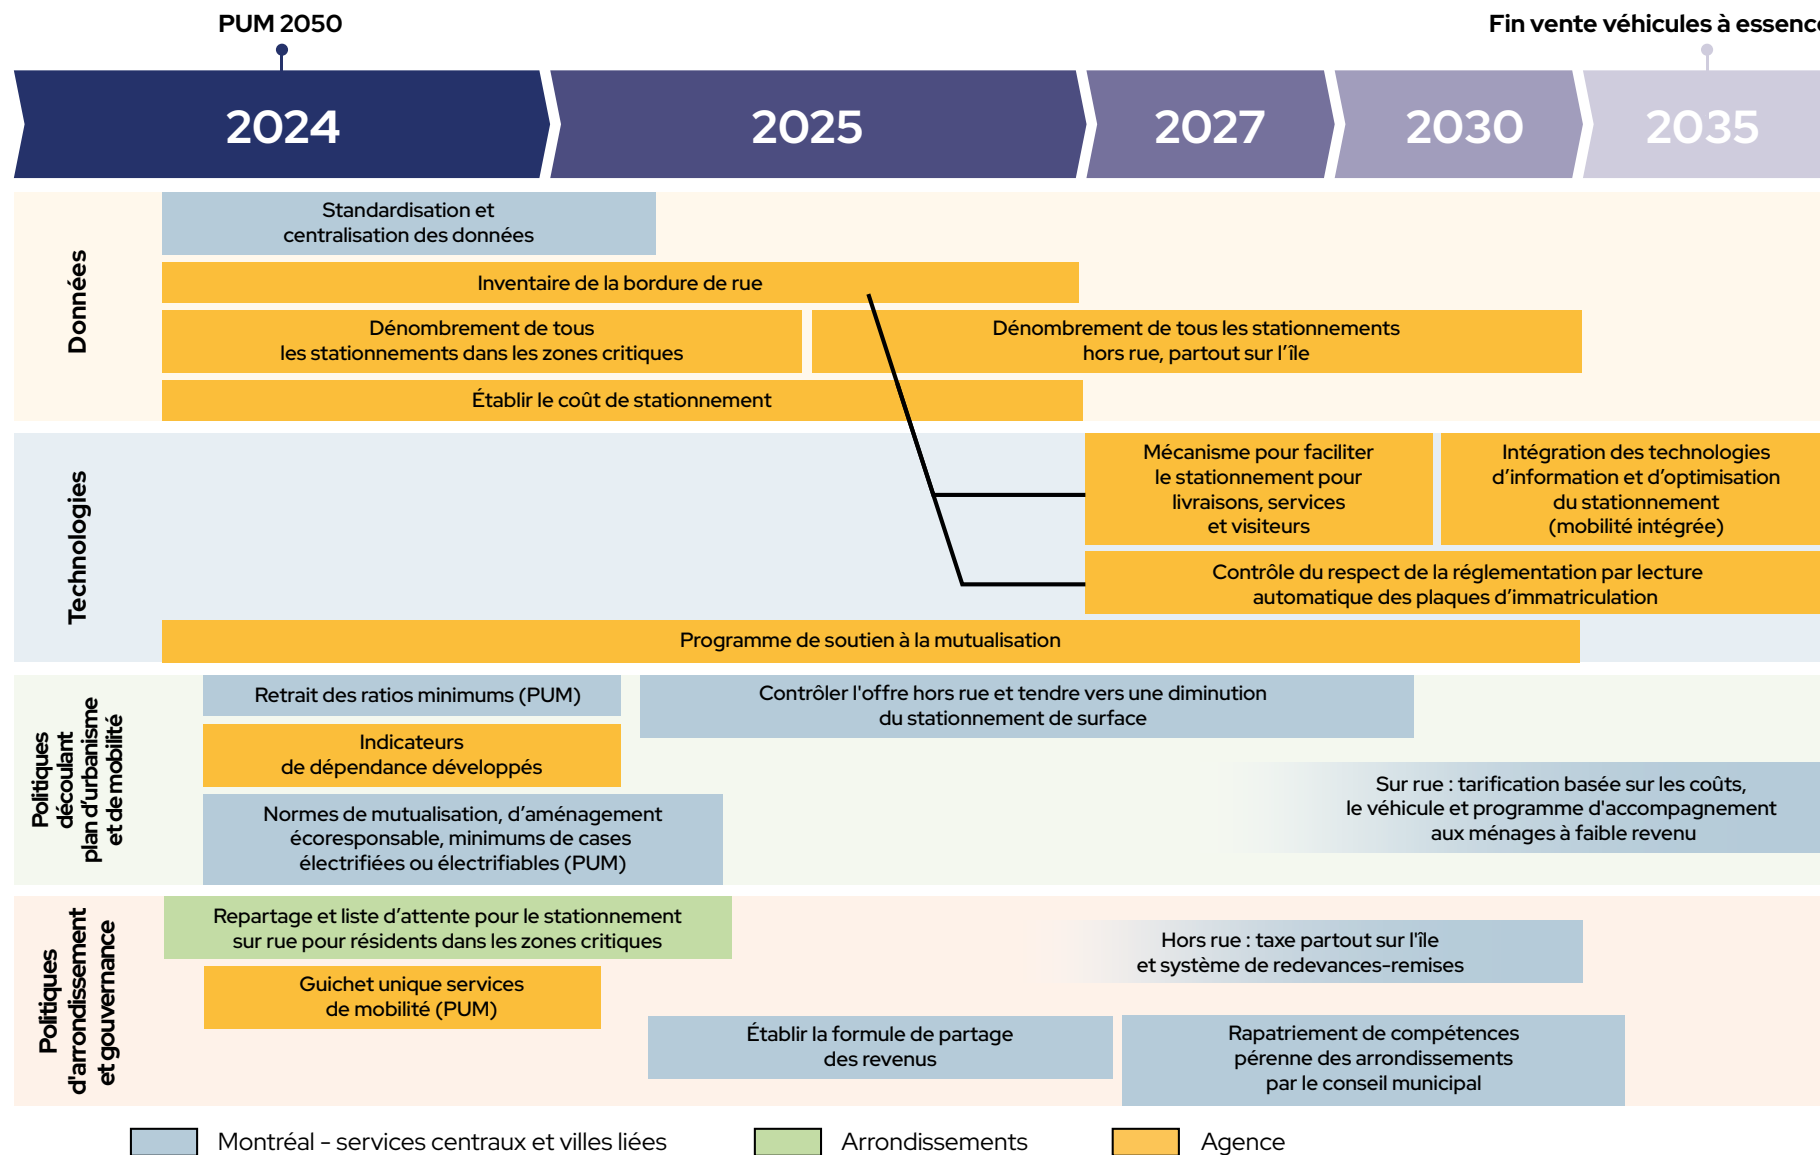 PUM 2050
Fin vente véhicules à essence
2024
2025
2027
2030
2035
Données
Standardisation et
centralisation des données
Inventaire de la bordure de rue
Dénombrement de tous
les stationnements dans les zones critiques
Dénombrement de tous les stationnements
hors rue, partout sur l’île
Établir le coût de stationnement
Technologies
Mécanisme pour faciliter
le stationnement pour
livraisons, services
et visiteurs
Intégration des technologies
d’information et d’optimisation
du stationnement
(mobilité intégrée)
Contrôle du respect de la réglementation par lecture
automatique des plaques d’immatriculation
Programme de soutien à la mutualisation
Politiques
découlant
plan d’urbanisme
et de mobilité
Retrait des ratios minimums (PUM)
Contrôler l'offre hors rue et tendre vers une diminution
du stationnement de surface
Indicateurs
de dépendance développés
Normes de mutualisation, d’aménagement
écoresponsable, minimums de cases
électrifiées ou électrifiables (PUM)
Sur rue : tarification basée sur les coûts,
le véhicule et programme d'accompagnement
aux ménages à faible revenu
Politiques
d'arrondissement
et gouvernance
Repartage et liste d’attente pour le stationnement
sur rue pour résidents dans les zones critiques
Guichet unique services
de mobilité (PUM)
Hors rue : taxe partout sur l'île
et système de redevances-remises
Établir la formule de partage
des revenus
Rapatriement de compétences
pérenne des arrondissements
par le conseil municipal
Montréal - services centraux et villes liées
Arrondissements
Agence